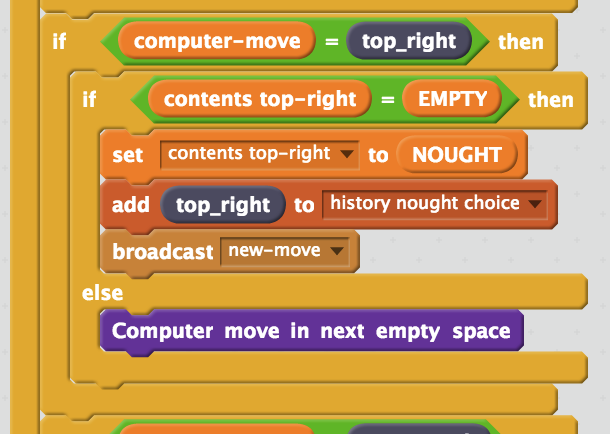 if computer-move = top_right then
if contents top-right = EMPTY then
set contents top-right to NOUGHT
add top_right to history nought choice
broadcast new-move
else
Computer move in next empty space